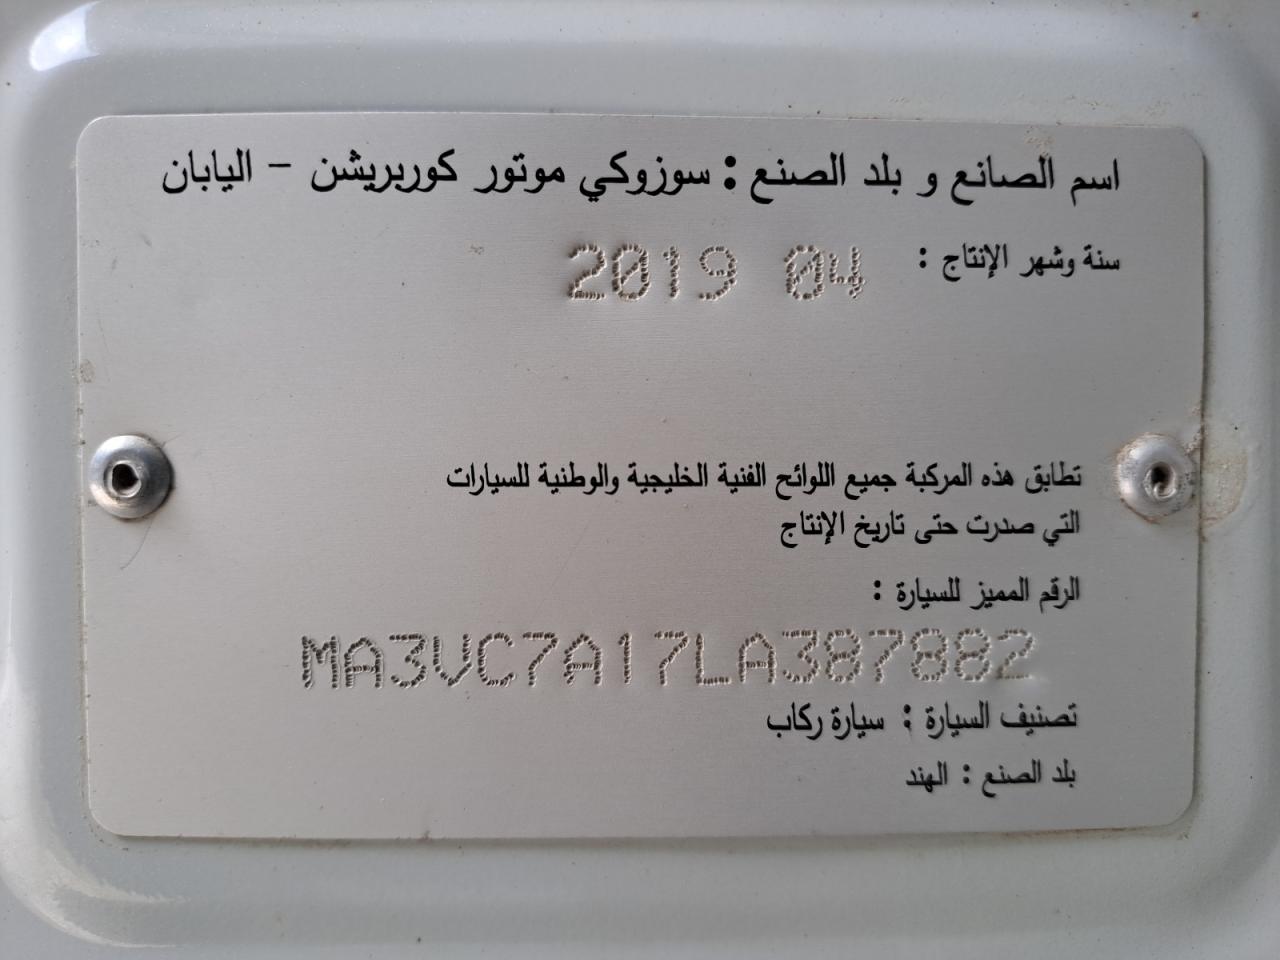 اسم الصانع و بلد الصنع : سوزوكي موتور كوربريشن – اليابان
سنة وشهر الإنتاج : 2019 04
تطابق هذه المركبة جميع اللوائح الفنية الخليجية والوطنية للسيارات
التي صدرت حتى تاريخ الإنتاج
الرقم المميز للسيارة :
MA3VC7A17LA387882
تصنيف السيارة : سيارة ركاب
بلد الصنع : الهند